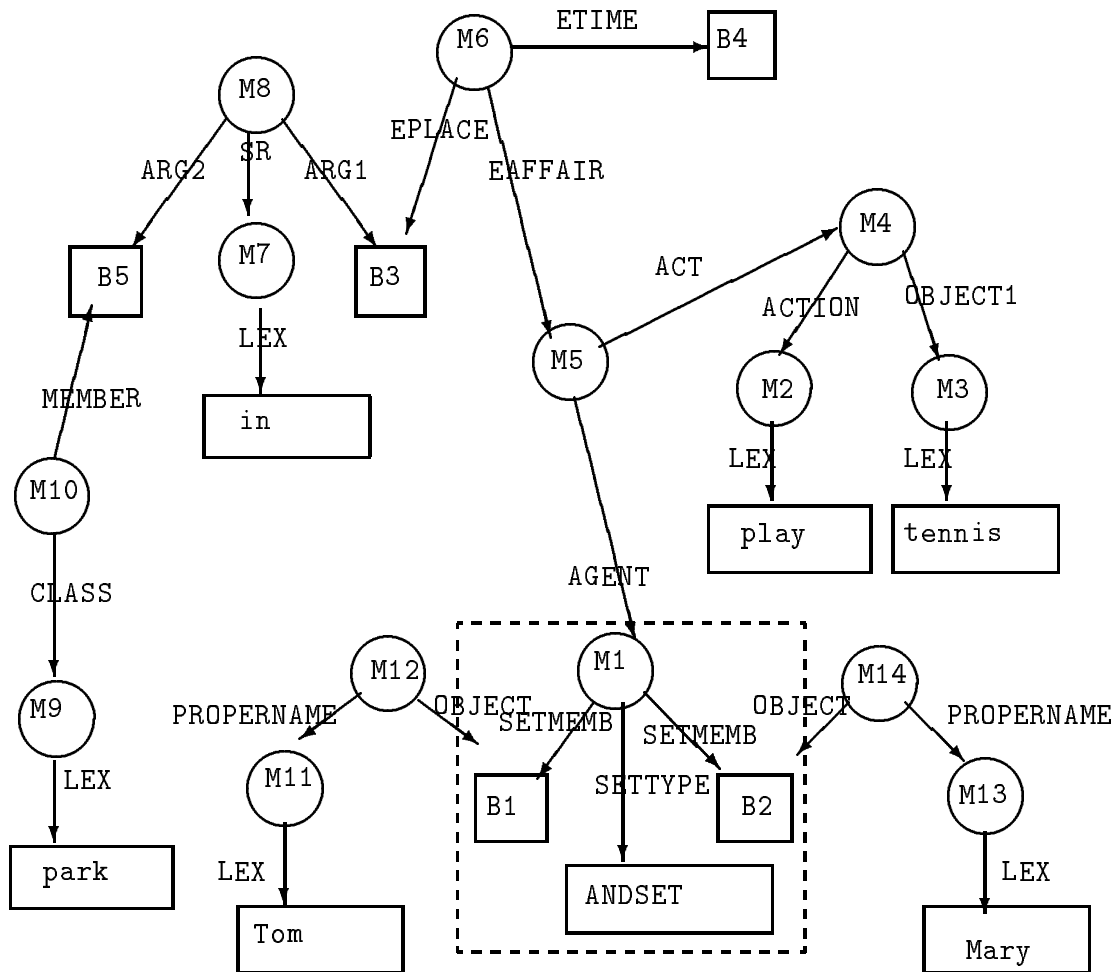 ETIME
M6
B4
M8
EPLACE
SR
ARG2
ARG1
EAFFAIR
M4
M7
ACT
B5
B3
OBJECT1
ACTION
LEX
M5
M2
M3
MEMBER
in
LEX
LEX
M10
play
tennis
AGENT
CLASS
M12
M1
M14
M9
OBJECT
OBJECT
PROPERNAME
SETMEMB
SETMEMB
PROPERNAME
LEX
M11
SETTYPE
M13
B1
B2
park
LEX
LEX
ANDSET
Tom
Mary